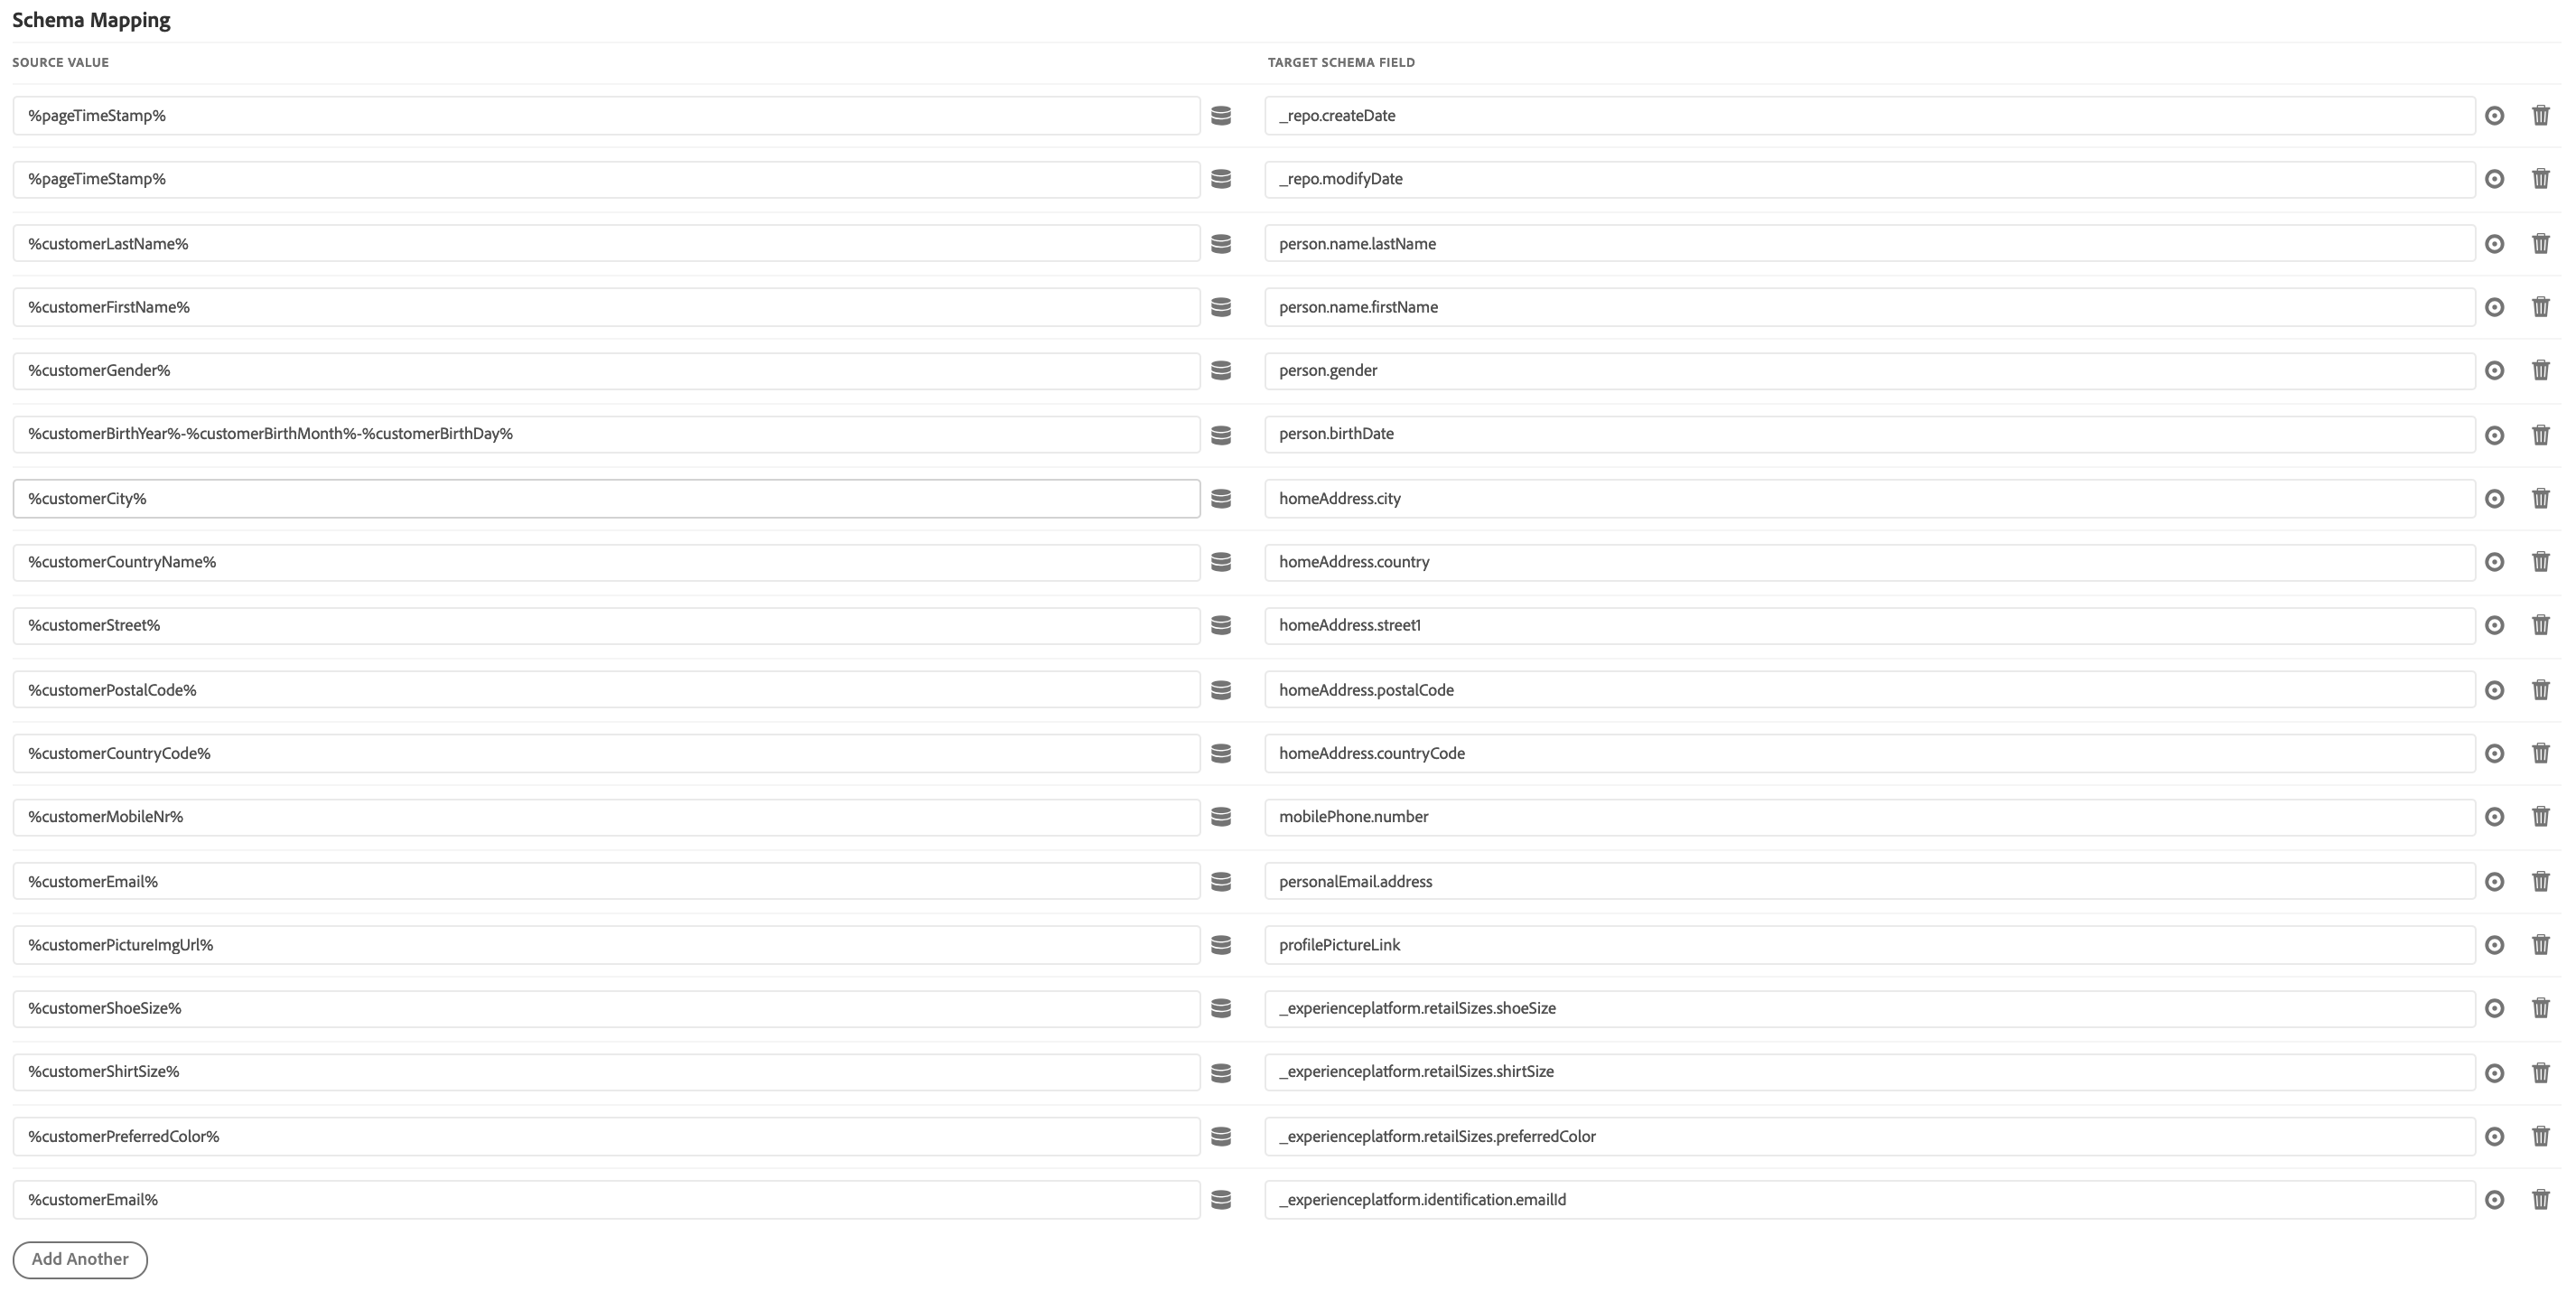 Schema Mapping
SOURCE VALUE TARGET SCHEMA FIELD
%pageTimeStamp% _repo.createDate
%pageTimeStamp% _repo.modifyDate
%customerLastName% person.name.lastName
%customerFirstName% person.name.firstName
%customerGender% person.gender
%customerBirthYear%-%customerBirthMonth%-%customerBirthDay% person.birthDate
%customerCity% homeAddress.city
%customerCountryName% homeAddress.country
%customerStreet% homeAddress.street1
%customerPostalCode% homeAddress.postalCode
%customerCountryCode% homeAddress.countryCode
%customerMobileNr% mobilePhone.number
%customerEmail% personalEmail.address
%customerPictureImgUrl% profilePictureLink
%customerShoeSize% _experienceplatform.retailSizes.shoeSize
%customerShirtSize% _experienceplatform.retailSizes.shirtSize
%customerPreferredColor% _experienceplatform.retailSizes.preferredColor
%customerEmail% _experienceplatform.identification.emailId
Add Another